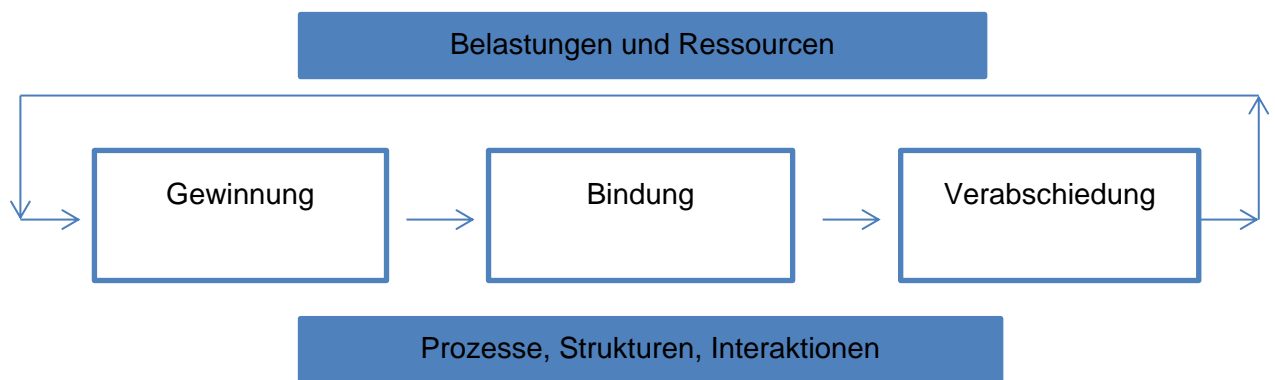 Belastungen und Ressourcen
Gewinnung
Bindung
Verabschiedung
Prozesse, Strukturen, Interaktionen